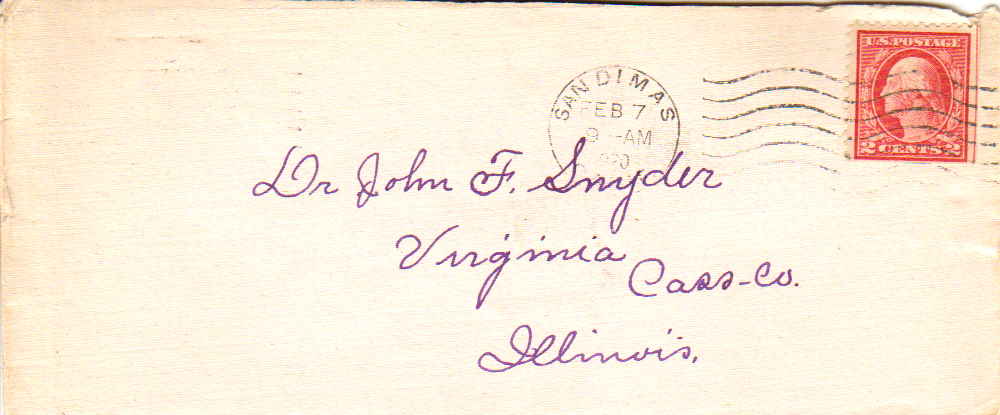 U.S. POSTAGE
2 CENTS 2
SAN DIMAS
FEB 7
9 -AM
Dr John F. Snyder
Virginia
Cass-Co.
Illinois.